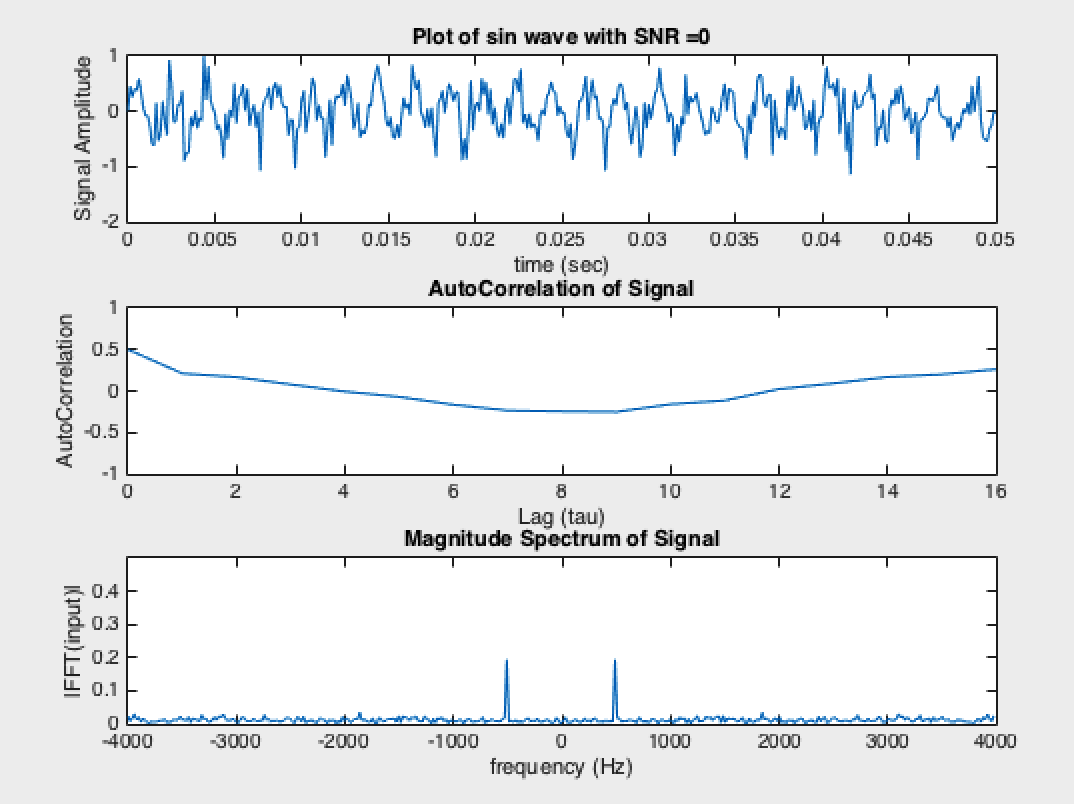 Plot of sin wave with SNR =0
Signal Amplitude
1
0
-1
-2
0 0.005 0.01 0.015 0.02 0.025 0.03 0.035 0.04 0.045 0.05
time (sec)
AutoCorrelation of Signal
AutoCorrelation
1
0.5
0
-0.5
-1
0 2 4 6 8 10 12 14 16
Lag (tau)
Magnitude Spectrum of Signal
|FFT(input)|
0.4
0.3
0.2
0.1
0
-4000 -3000 -2000 -1000 0 1000 2000 3000 4000
frequency (Hz)